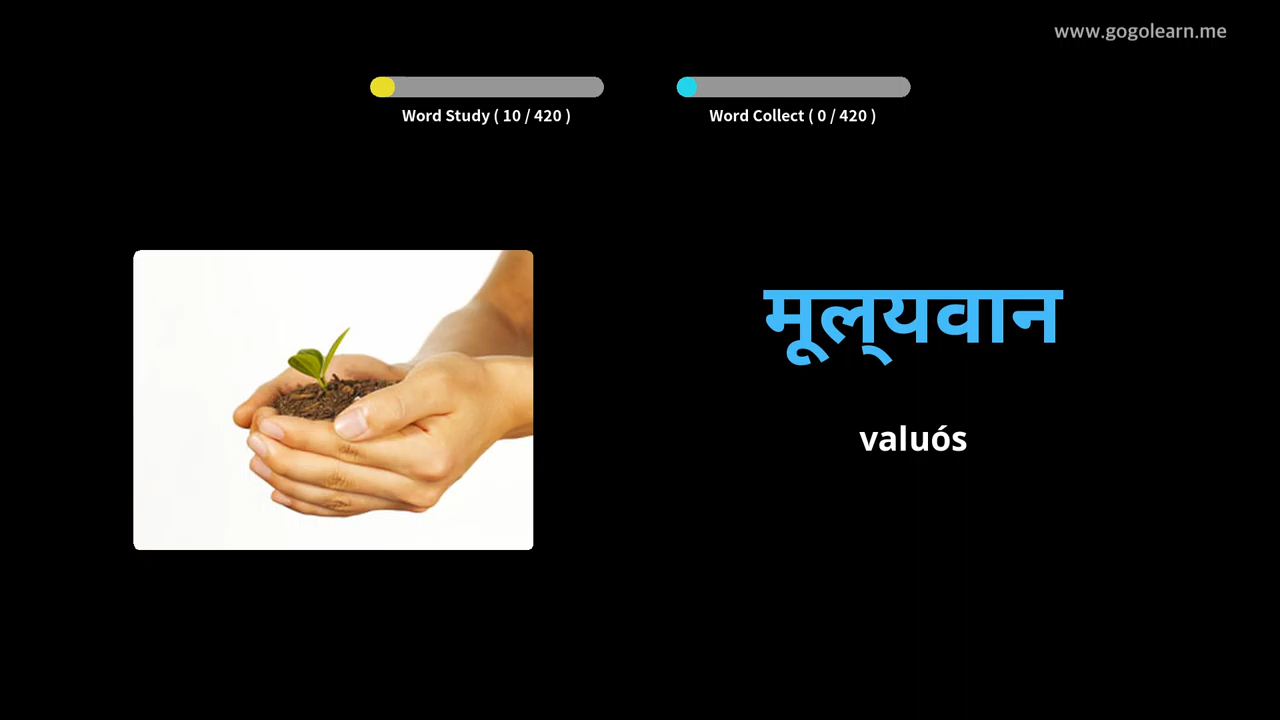 www.gogolearn.me
Word Study ( 10 / 420 )
Word Collect ( 0 / 420 )
मूल्यवान
valuós